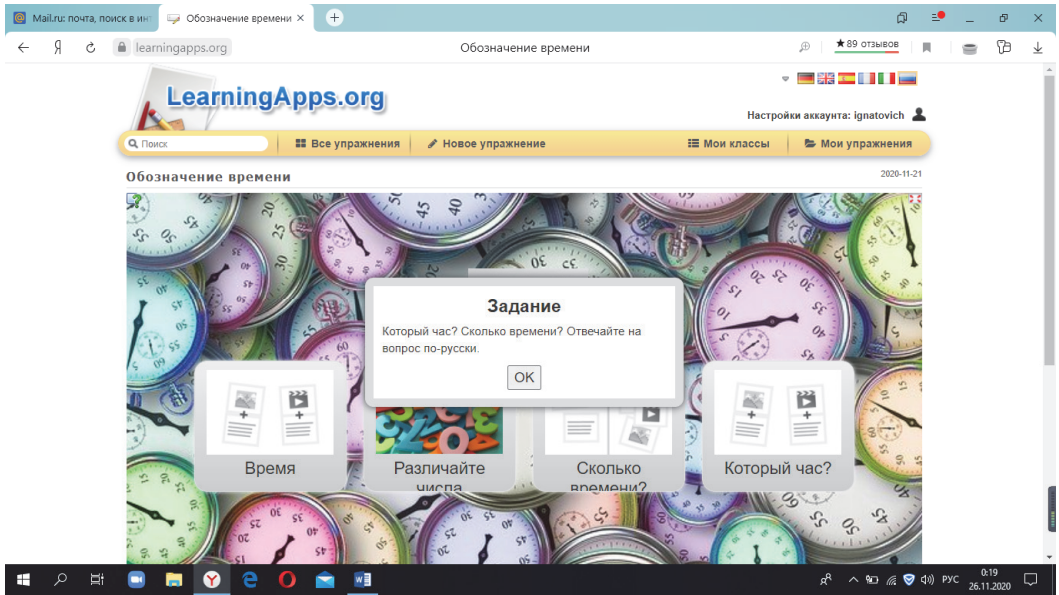 Mail.ru: почта, поиск в инт
Обозначение времени
learningapps.org
Обозначение времени
★89 отзывов
LearningApps.org
Настройки аккаунта: ignatovich
Поиск
Все упражнения
Новое упражнение
Мои классы
Мои упражнения
Обозначение времени
2020-11-21
Задание
Который час? Сколько времени? Отвечайте на
вопрос по-русски.
OK
Время
Различайте
числа
Сколько
времени?
Который час?
РУС
0:19
26.11.2020